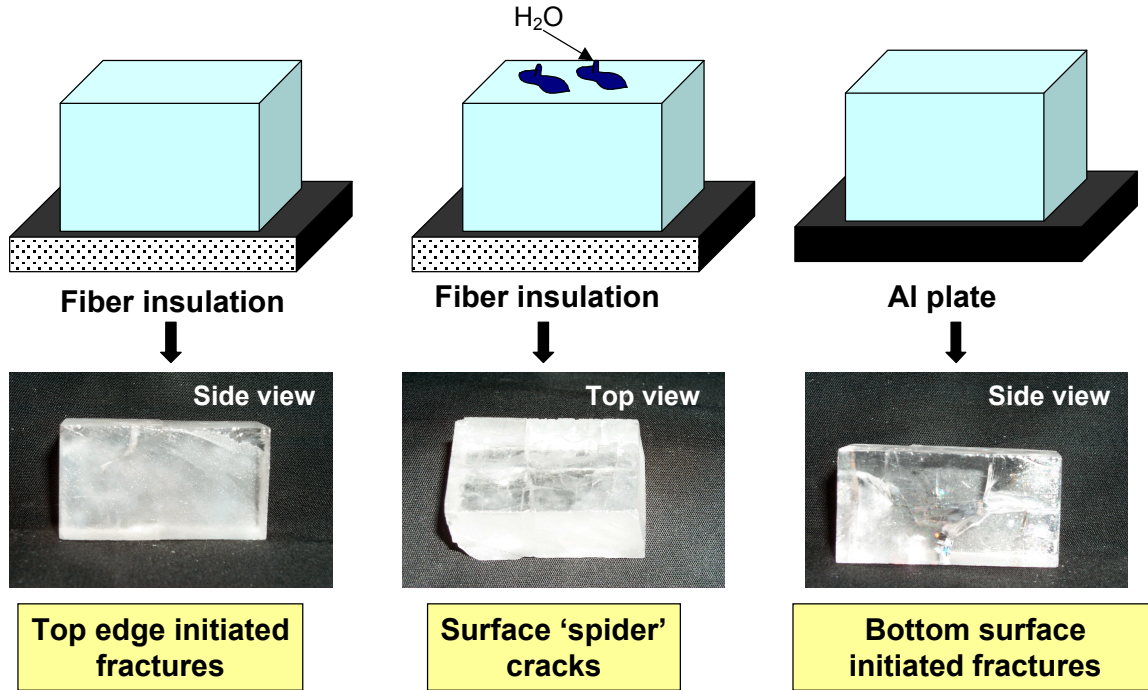 H₂O
Fiber insulation
Fiber insulation
Al plate
Side view
Top view
Side view
Top edge initiated
fractures
Surface ‘spider’
cracks
Bottom surface
initiated fractures